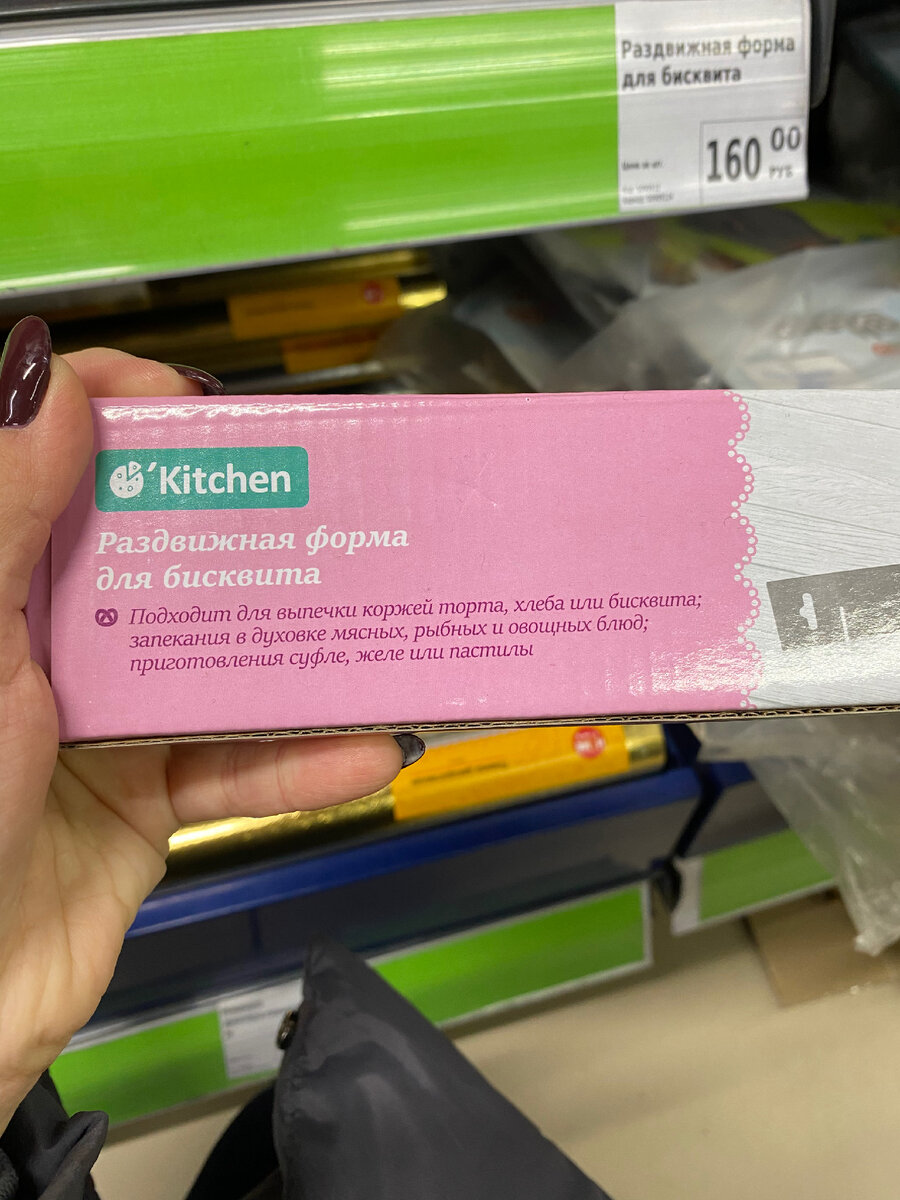 Раздвижная форма
для бисквита
160 00
РУБ
'Kitchen
Раздвижная форма
для бисквита
Подходит для выпечки коржей торта, хлеба или бисквита;
запекания в духовке мясных, рыбных и овощных блюд;
приготовления суфле, желе или пастилы